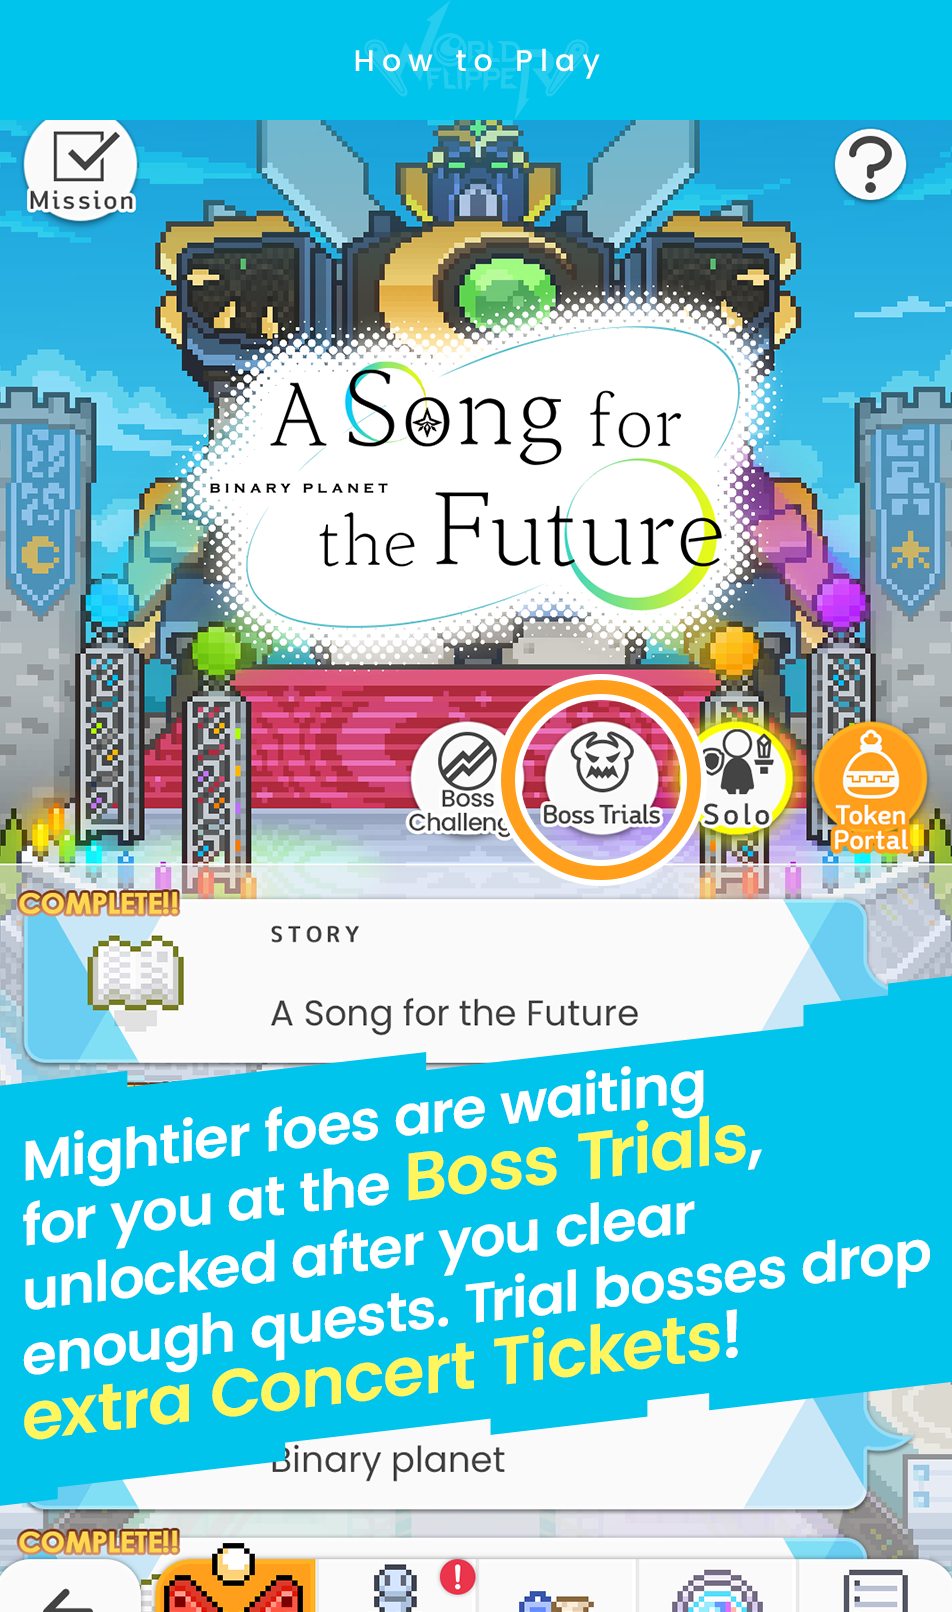 How to Play
WORLD
FLIPPER
Mission
?
A Song for
BINARY PLANET
the Future
Boss
Challeng
Boss Trials
Solo
Token
Portal
COMPLETE!!
STORY
A Song for the Future
Mightier foes are waiting
for you at the Boss Trials,
unlocked after you clear
enough quests. Trial bosses drop
extra Concert Tickets!
Binary planet
COMPLETE!!
!